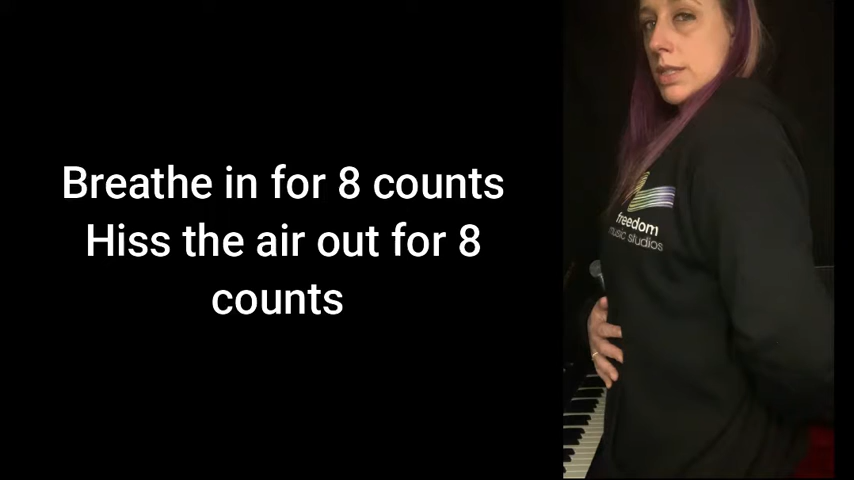 Breathe in for 8 counts
Hiss the air out for 8
counts
freedom
music studios